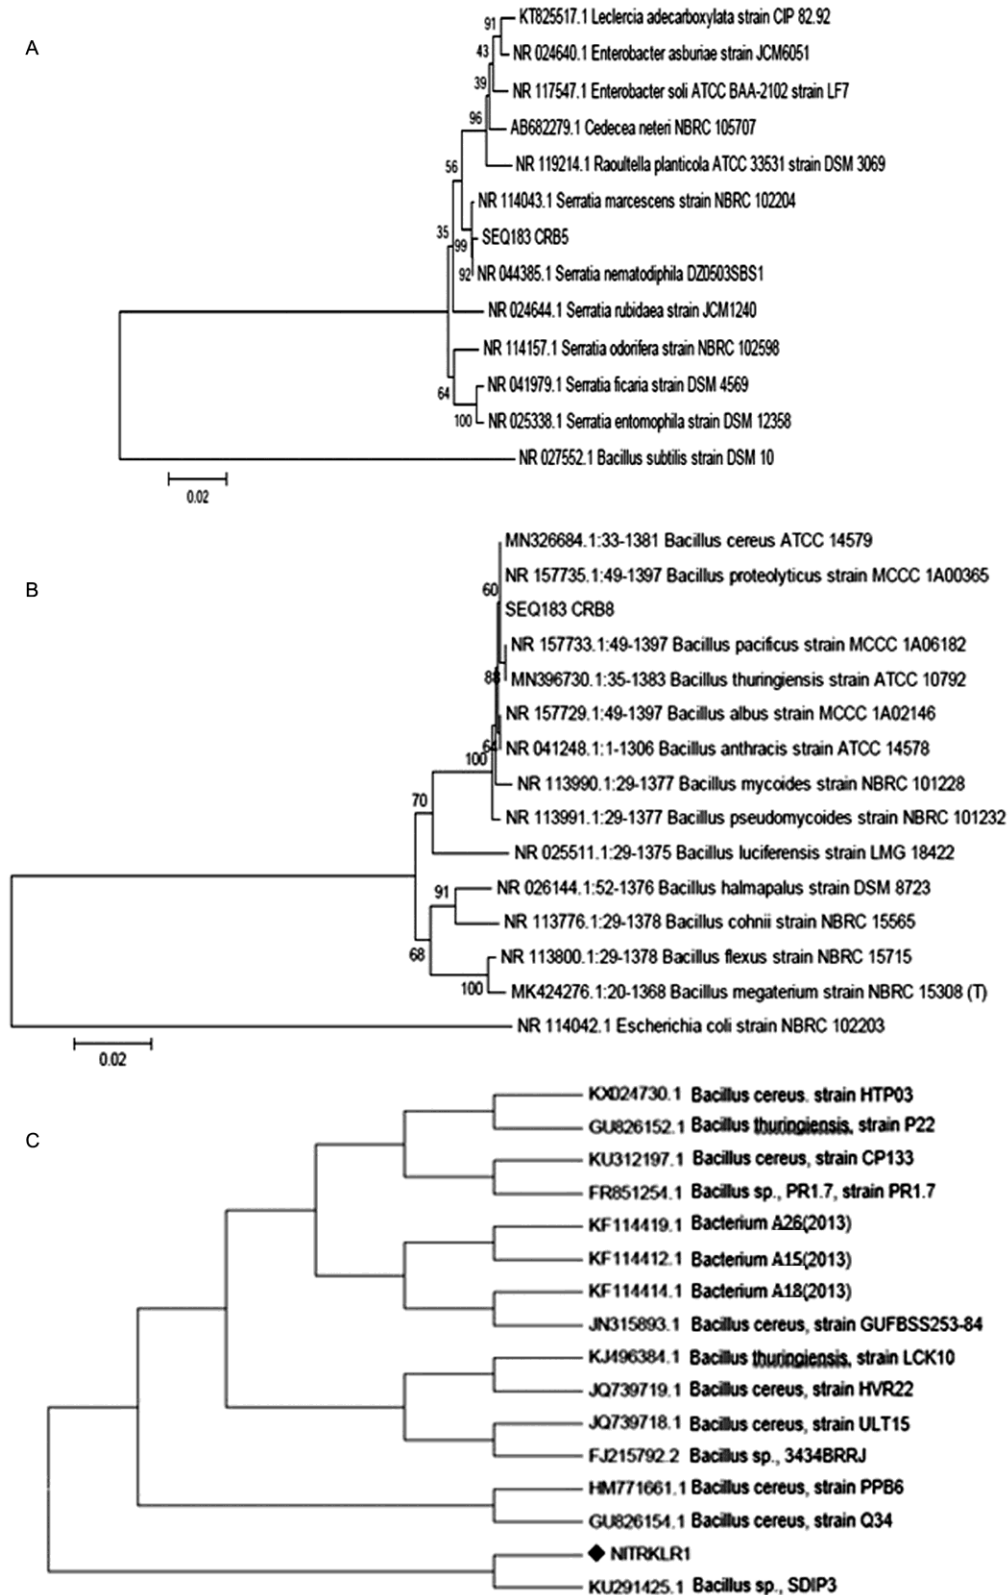 A
91
KT825517.1 Leclercia adecarboxylata strain CIP 82.92
43
NR 024640.1 Enterobacter asburiae strain JCM6051
39
NR 117547.1 Enterobacter soli ATCC BAA-2102 strain LF7
96
AB682279.1 Cedecea neteri NBRC 105707
56
NR 119214.1 Raoultella planticola ATCC 33531 strain DSM 3069
NR 114043.1 Serratia marcescens strain NBRC 102204
35
99
SEQ183 CRB5
92
NR 044385.1 Serratia nematodiphila DZ0503SBS1
NR 024644.1 Serratia rubidaea strain JCM1240
NR 114157.1 Serratia odorifera strain NBRC 102598
64
NR 041979.1 Serratia ficaria strain DSM 4569
100
NR 025338.1 Serratia entomophila strain DSM 12358
NR 027552.1 Bacillus subtilis strain DSM 10
0.02
B
MN326684.1:33-1381 Bacillus cereus ATCC 14579
NR 157735.1:49-1397 Bacillus proteolyticus strain MCCC 1A00365
60
SEQ183 CRB8
NR 157733.1:49-1397 Bacillus pacificus strain MCCC 1A06182
88
MN396730.1:35-1383 Bacillus thuringiensis strain ATCC 10792
NR 157729.1:49-1397 Bacillus albus strain MCCC 1A02146
64
NR 041248.1:1-1306 Bacillus anthracis strain ATCC 14578
100
NR 113990.1:29-1377 Bacillus mycoides strain NBRC 101228
70
NR 113991.1:29-1377 Bacillus pseudomycoides strain NBRC 101232
NR 025511.1:29-1375 Bacillus luciferensis strain LMG 18422
91
NR 026144.1:52-1376 Bacillus halmapalus strain DSM 8723
NR 113776.1:29-1378 Bacillus cohnii strain NBRC 15565
68
NR 113800.1:29-1378 Bacillus flexus strain NBRC 15715
100
MK424276.1:20-1368 Bacillus megaterium strain NBRC 15308 (T)
NR 114042.1 Escherichia coli strain NBRC 102203
0.02
C
KX024730.1 Bacillus cereus. strain HTP03
GU826152.1 Bacillus thuringiensis, strain P22
KU312197.1 Bacillus cereus, strain CP133
FR851254.1 Bacillus sp., PR1.7, strain PR1.7
KF114419.1 Bacterium A26(2013)
KF114412.1 Bacterium A15(2013)
KF114414.1 Bacterium A18(2013)
JN315893.1 Bacillus cereus, strain GUFBSS253-84
KJ496384.1 Bacillus thuringiensis, strain LCK10
JQ739719.1 Bacillus cereus, strain HVR22
JQ739718.1 Bacillus cereus, strain ULT15
FJ215792.2 Bacillus sp., 3434BRRJ
HM771661.1 Bacillus cereus, strain PPB6
GU826154.1 Bacillus cereus, strain Q34
NITRKLR1
KU291425.1 Bacillus sp., SDIP3